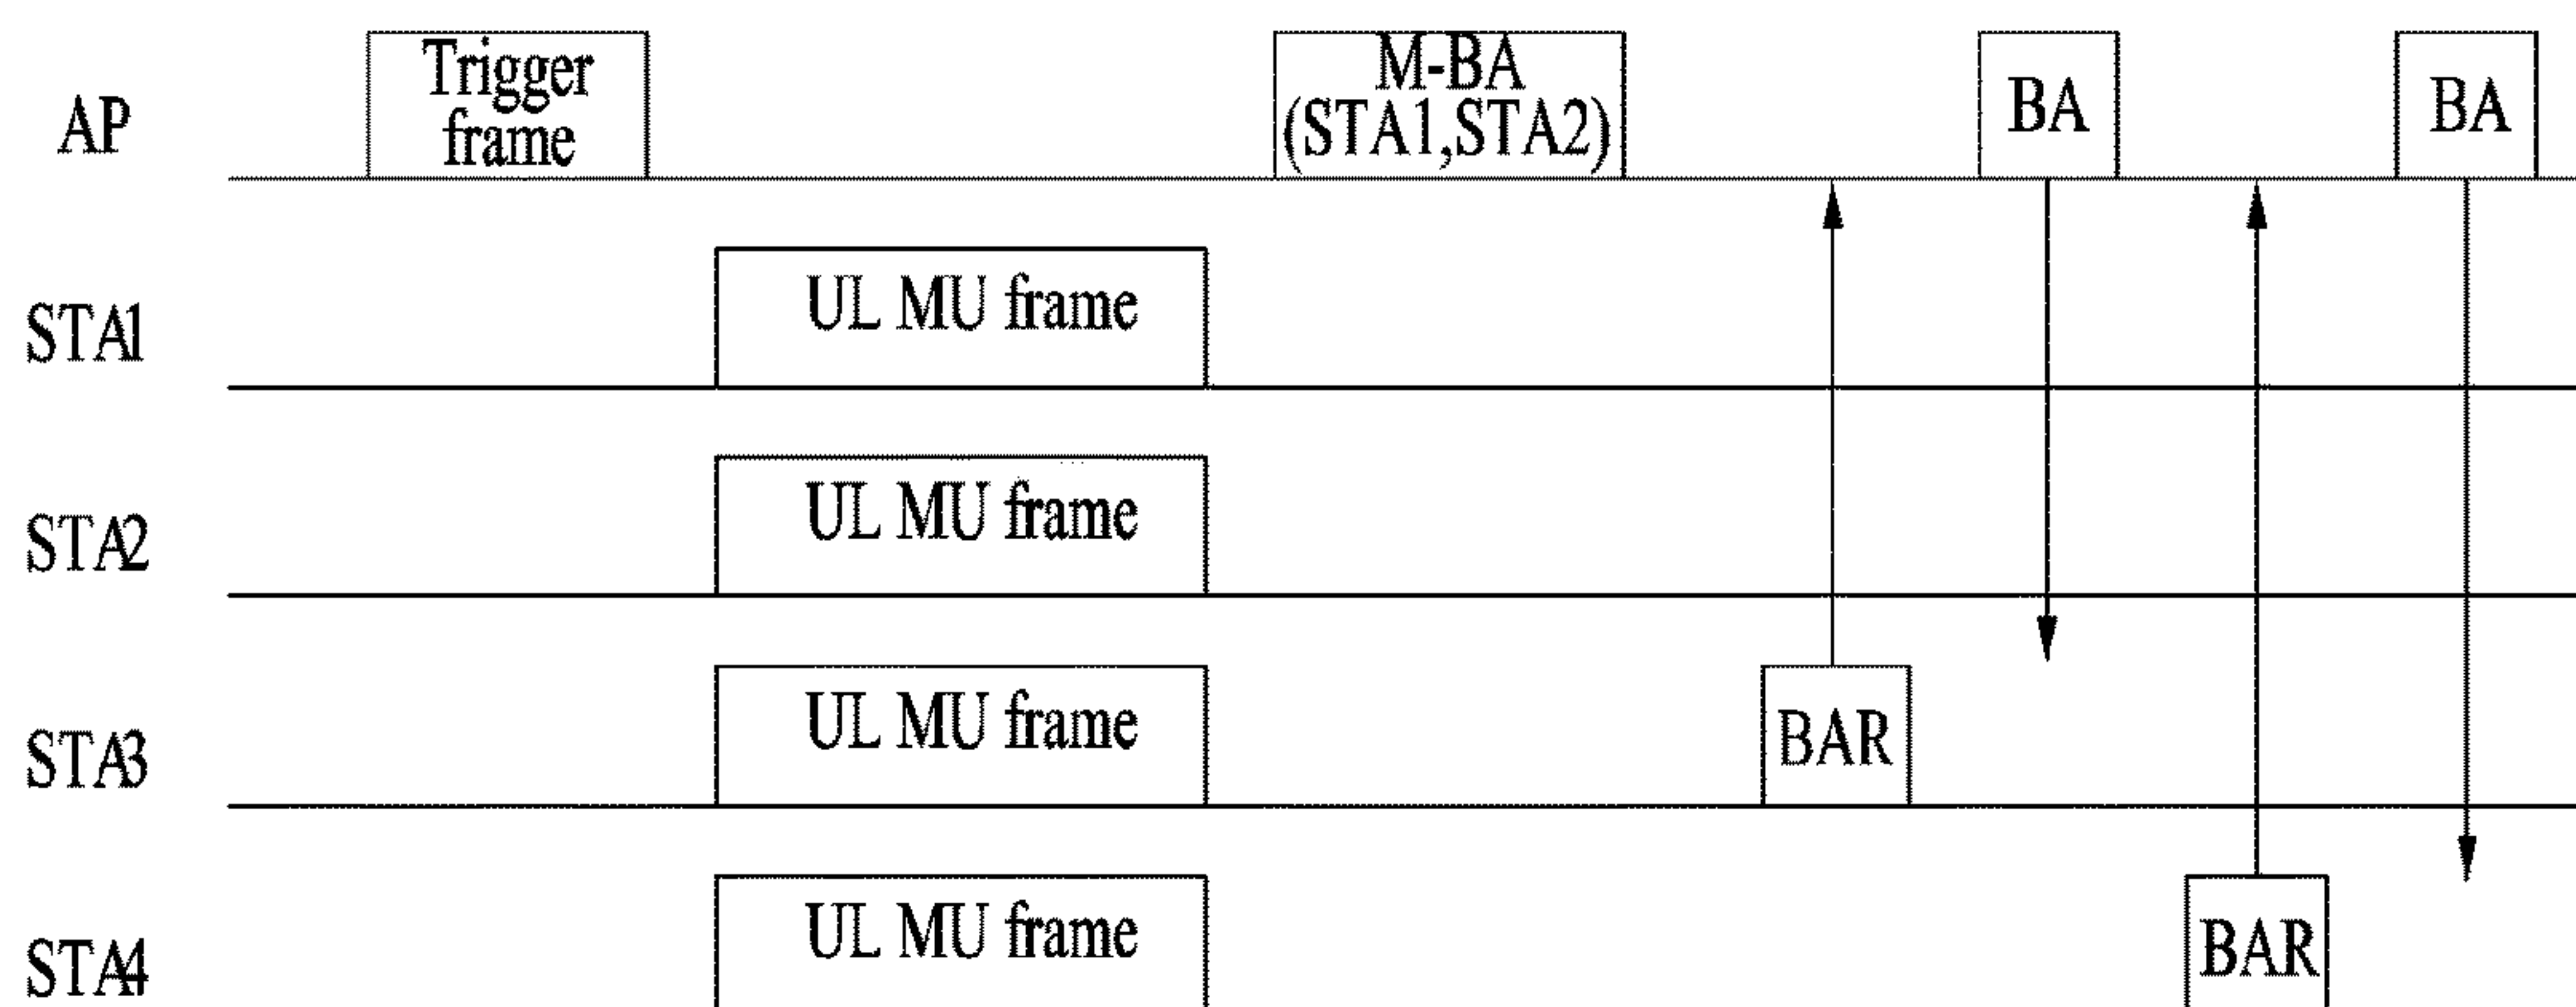 Trigger
frame
M-BA
(STA1,STA2)
BA
BA
AP
UL MU frame
STA1
UL MU frame
STA2
UL MU frame
BAR
STA3
UL MU frame
BAR
STA4